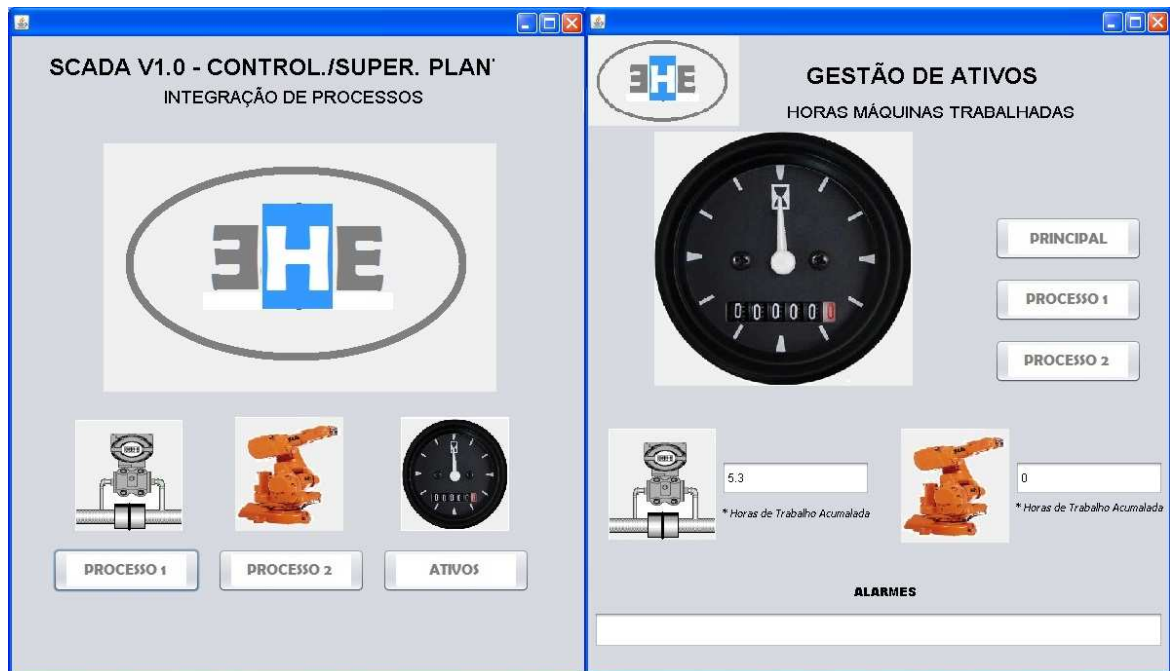 SCADA V1.0 - CONTROL./SUPER. PLAN
INTEGRAÇÃO DE PROCESSOS
EHE
PROCESSO 1
PROCESSO 2
ATIVOS
EHE
GESTÃO DE ATIVOS
HORAS MÁQUINAS TRABALHADAS
000000
PRINCIPAL
PROCESSO 1
PROCESSO 2
5.3
* Horas de Trabalho Acumalada
0
* Horas de Trabalho Acumalada
ALARMES